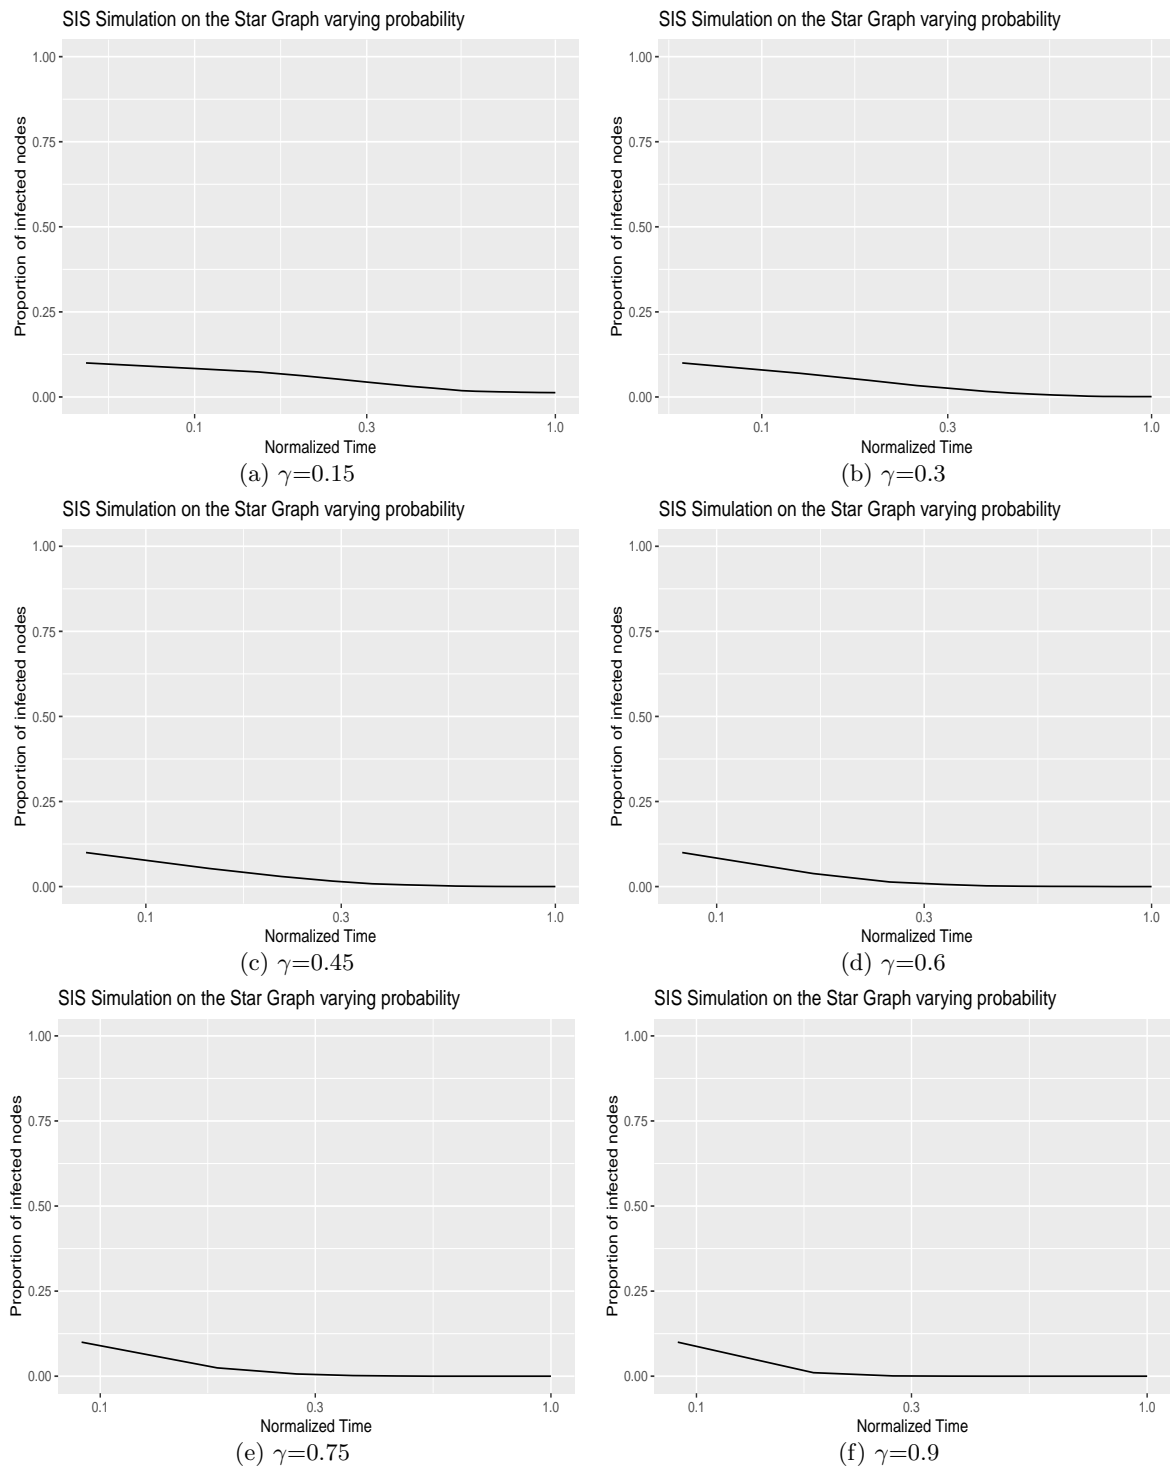 SIS Simulation on the Star Graph varying probability
1.00
0.75
0.50
0.25
0.00
Proportion of infected nodes
0.1 0.3 1.0
Normalized Time
(a) γ=0.15
SIS Simulation on the Star Graph varying probability
1.00
0.75
0.50
0.25
0.00
Proportion of infected nodes
0.1 0.3 1.0
Normalized Time
(b) γ=0.3
SIS Simulation on the Star Graph varying probability
1.00
0.75
0.50
0.25
0.00
Proportion of infected nodes
0.1 0.3 1.0
Normalized Time
(c) γ=0.45
SIS Simulation on the Star Graph varying probability
1.00
0.75
0.50
0.25
0.00
Proportion of infected nodes
0.1 0.3 1.0
Normalized Time
(d) γ=0.6
SIS Simulation on the Star Graph varying probability
1.00
0.75
0.50
0.25
0.00
Proportion of infected nodes
0.1 0.3 1.0
Normalized Time
(e) γ=0.75
SIS Simulation on the Star Graph varying probability
1.00
0.75
0.50
0.25
0.00
Proportion of infected nodes
0.1 0.3 1.0
Normalized Time
(f) γ=0.9